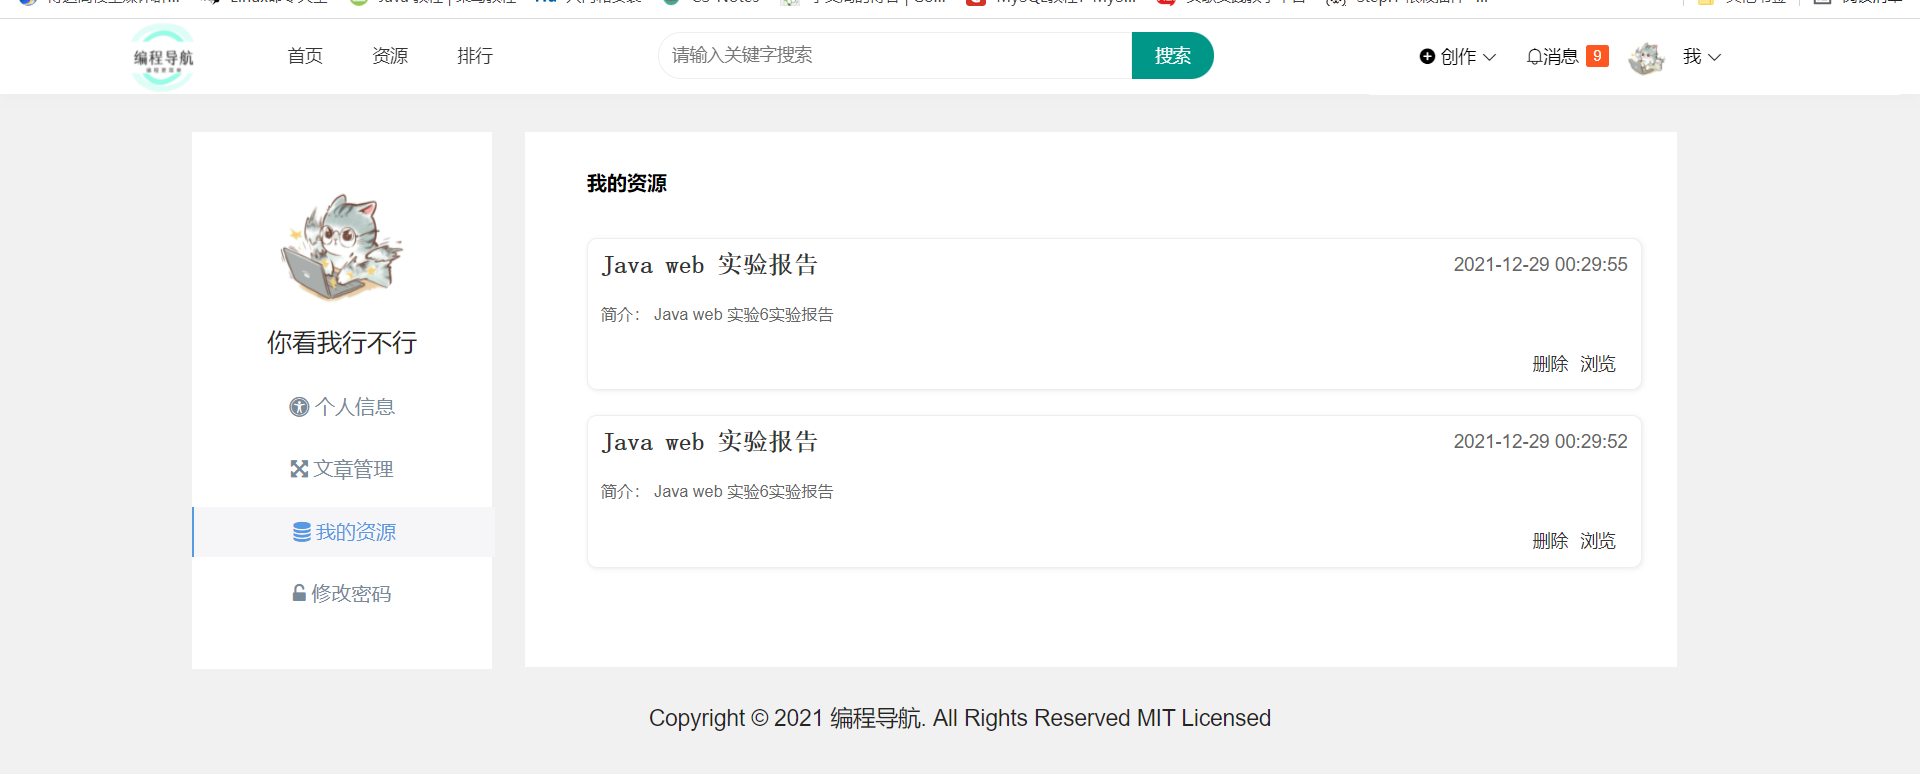 编程导航
首页 资源 排行 请输入关键字搜索 搜索 创作 消息 9 我
我的资源
Java web 实验报告 2021-12-29 00:29:55
简介： Java web 实验6实验报告
删除 浏览
Java web 实验报告 2021-12-29 00:29:52
简介： Java web 实验6实验报告
删除 浏览
你看我行不行
个人信息
文章管理
我的资源
修改密码
Copyright © 2021 编程导航. All Rights Reserved MIT Licensed